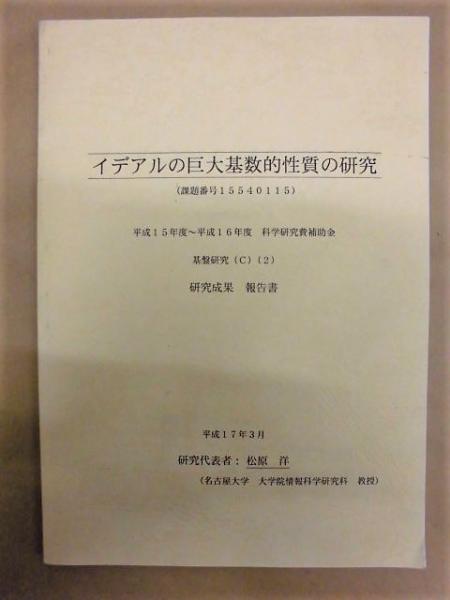 イデアルの巨大基数的性質の研究
(課題番号15540115)
平成15年度～平成16年度 科学研究費補助金
基盤研究(C)(2)
研究成果 報告書
平成17年3月
研究代表者: 松原 洋
(名古屋大学 大学院情報科学研究科 教授)